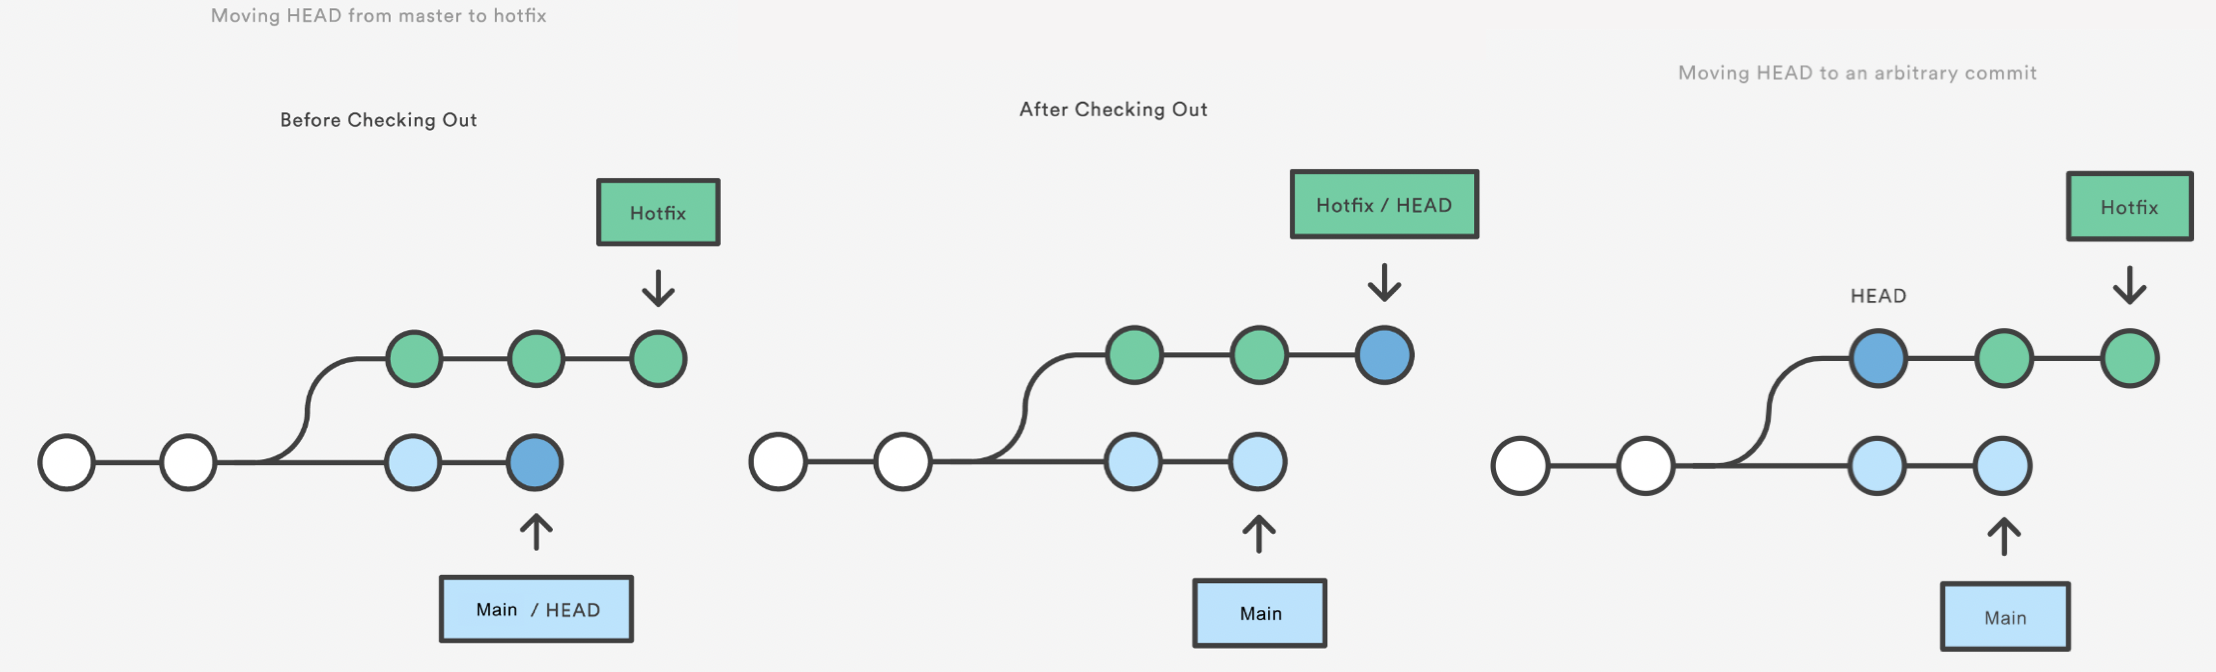 Moving HEAD from master to hotfix
Before Checking Out
Hotfix
Main / HEAD
After Checking Out
Hotfix / HEAD
Main
Moving HEAD to an arbitrary commit
Hotfix
HEAD
Main